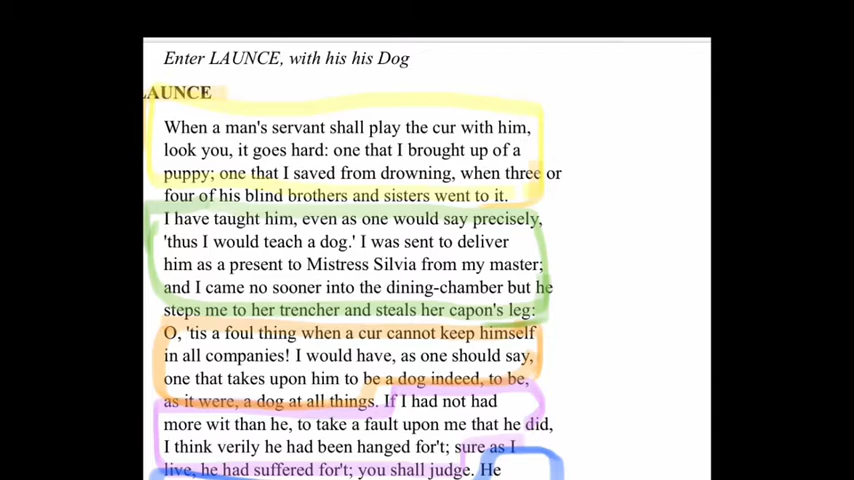 Enter LAUNCE, with his his Dog
LAUNCE
When a man's servant shall play the cur with him,
look you, it goes hard: one that I brought up of a
puppy; one that I saved from drowning, when three or
four of his blind brothers and sisters went to it.
I have taught him, even as one would say precisely,
'thus I would teach a dog.' I was sent to deliver
him as a present to Mistress Silvia from my master;
and I came no sooner into the dining-chamber but he
steps me to her trencher and steals her capon's leg:
O, 'tis a foul thing when a cur cannot keep himself
in all companies! I would have, as one should say,
one that takes upon him to be a dog indeed, to be,
as it were, a dog at all things. If I had not had
more wit than he, to take a fault upon me that he did,
I think verily he had been hanged for't; sure as I
live, he had suffered for't; you shall judge. He